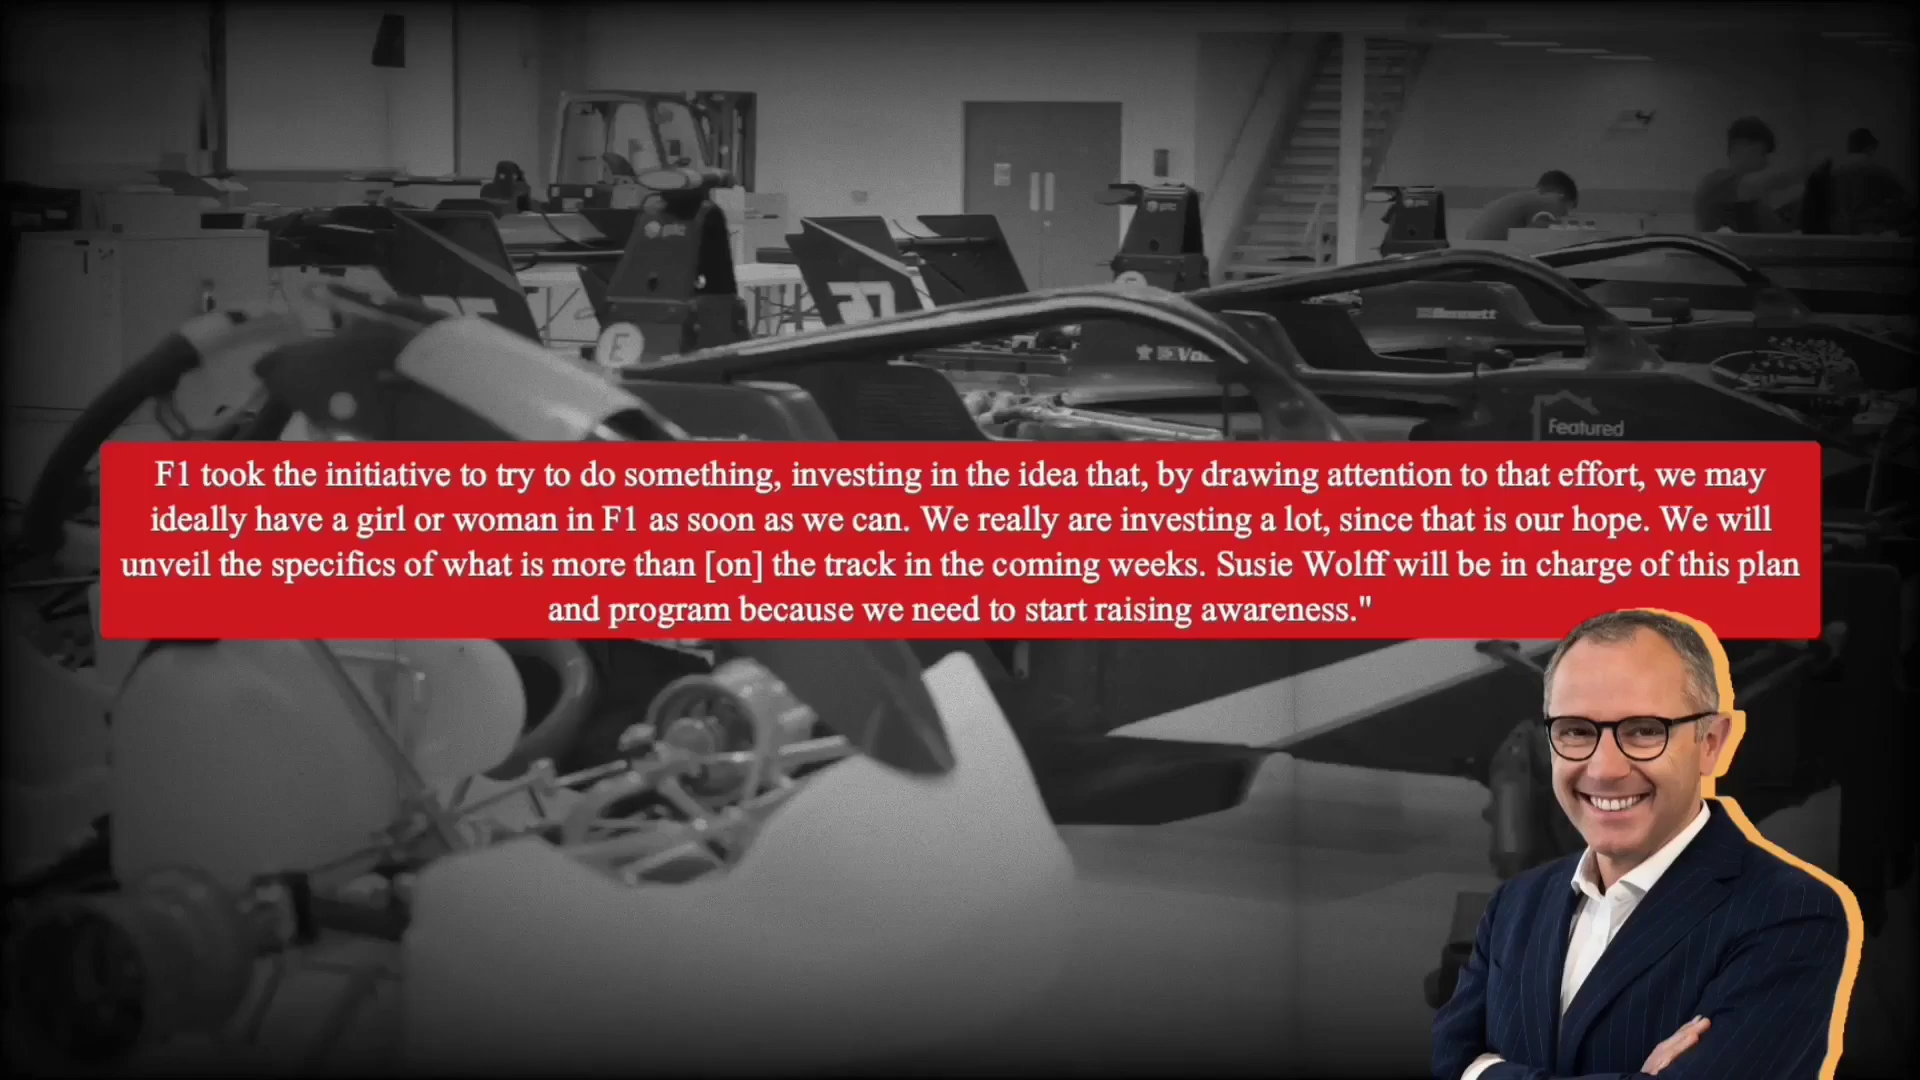 37
E
Bennett
Featured
F1 took the initiative to try to do something, investing in the idea that, by drawing attention to that effort, we may
ideally have a girl or woman in F1 as soon as we can. We really are investing a lot, since that is our hope. We will
unveil the specifics of what is more than [on] the track in the coming weeks. Susie Wolff will be in charge of this plan
and program because we need to start raising awareness."